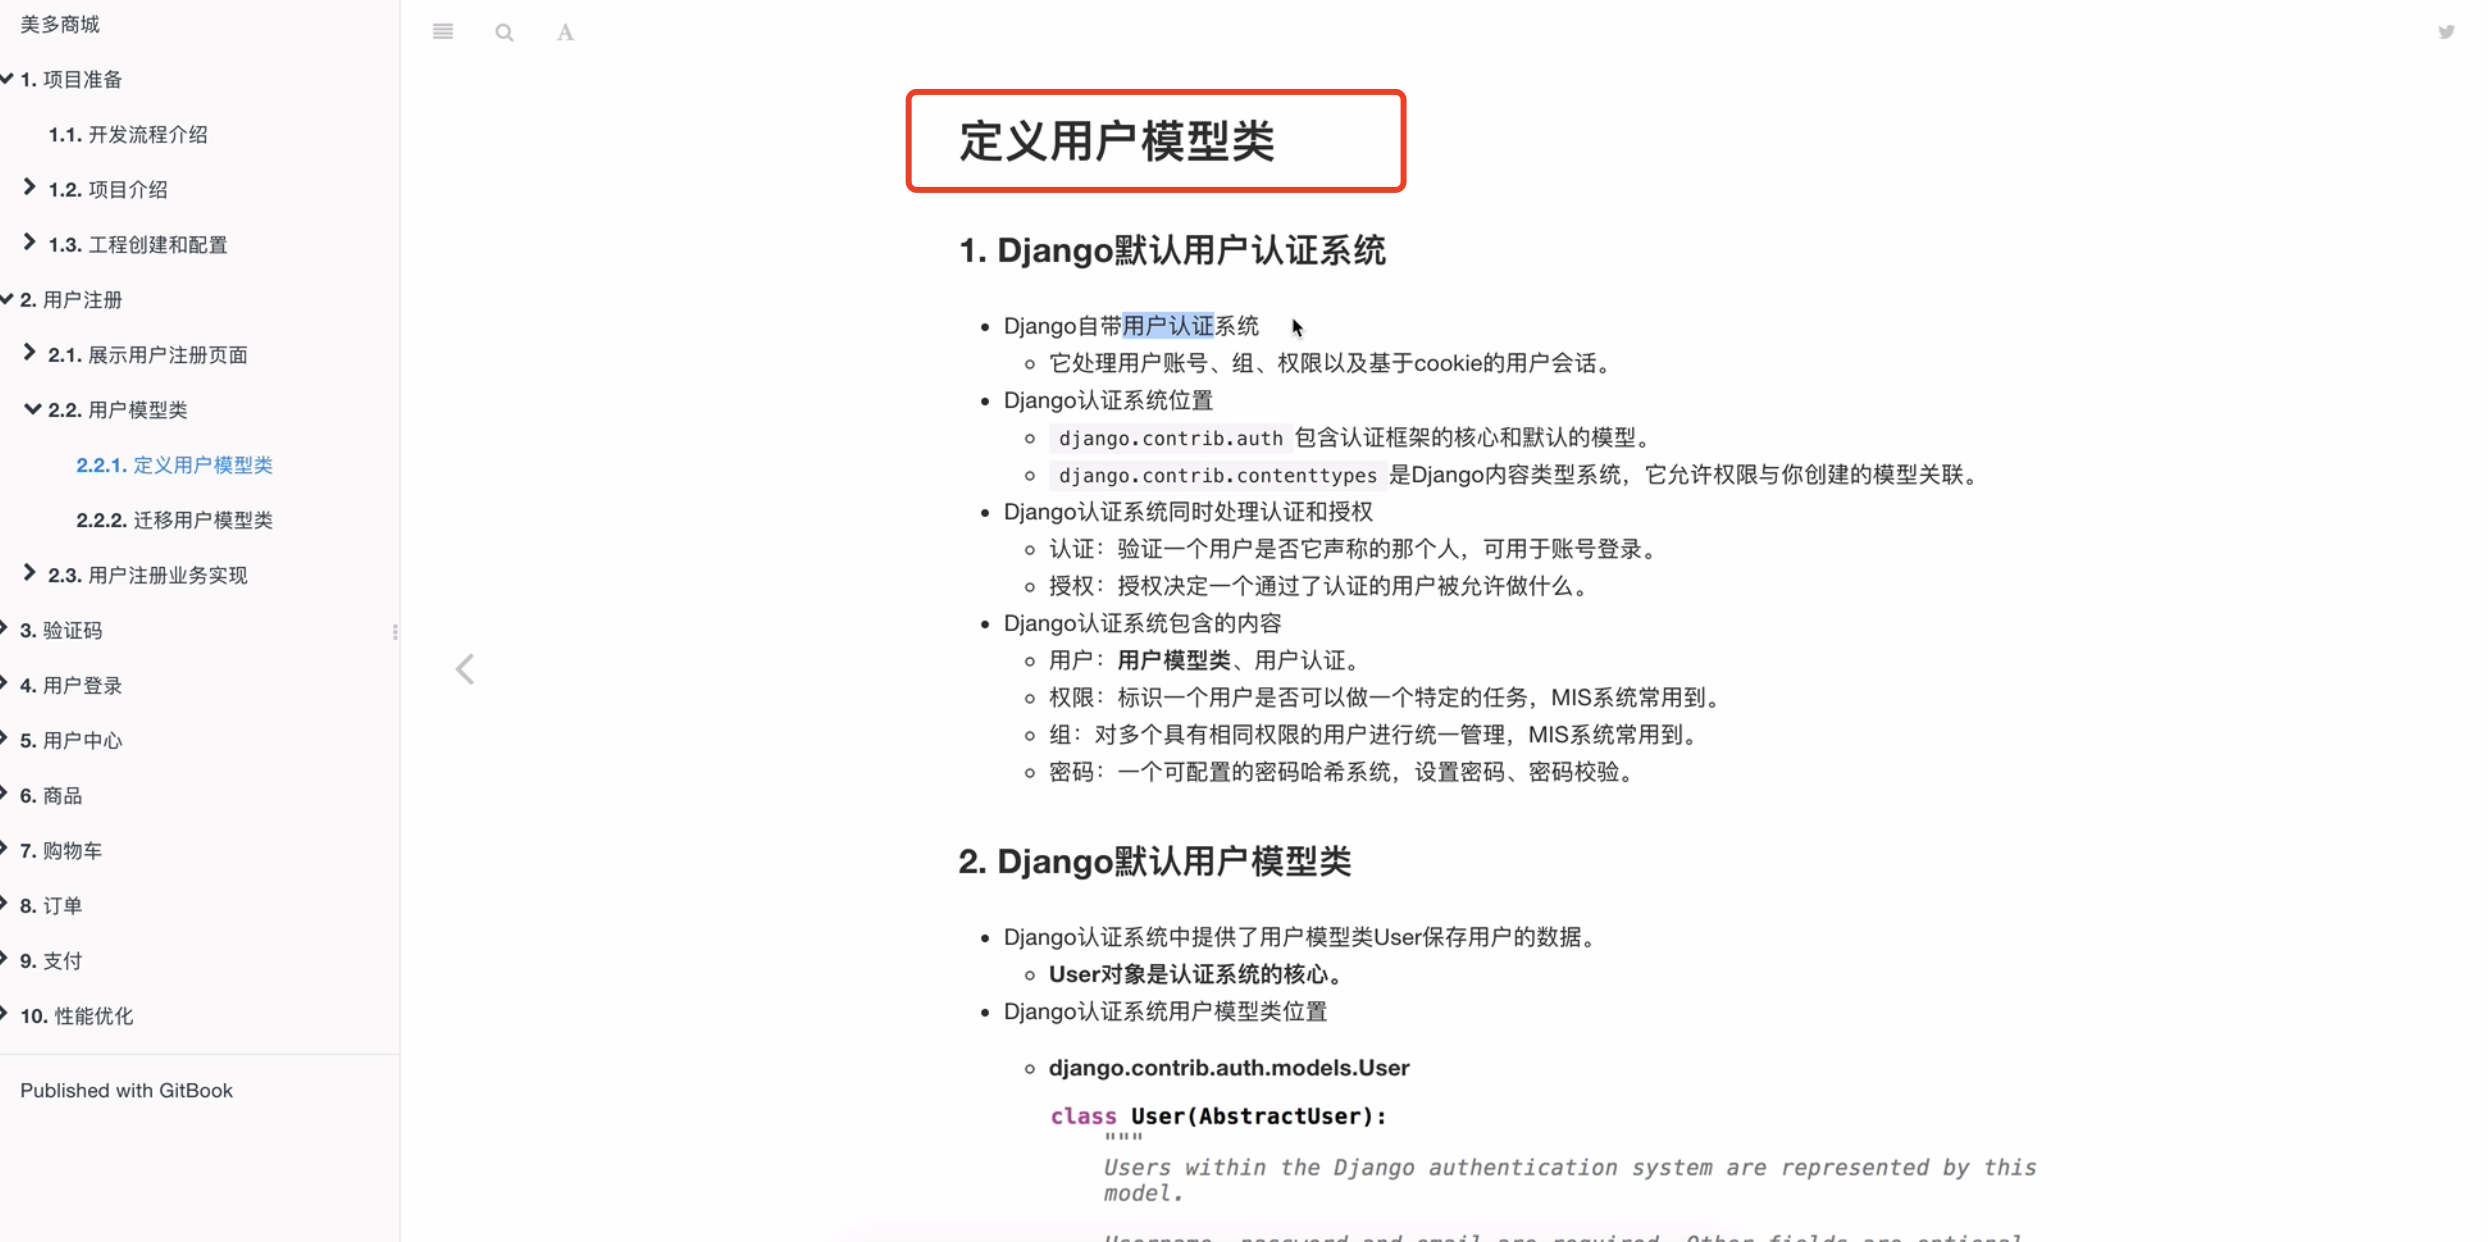 美多商城
1. 项目准备
1.1. 开发流程介绍
1.2. 项目介绍
1.3. 工程创建和配置
2. 用户注册
2.1. 展示用户注册页面
2.2. 用户模型类
2.2.1. 定义用户模型类
2.2.2. 迁移用户模型类
2.3. 用户注册业务实现
3. 验证码
4. 用户登录
5. 用户中心
6. 商品
7. 购物车
8. 订单
9. 支付
10. 性能优化
Published with GitBook
A
定义用户模型类
1. Django默认用户认证系统
Django自带用户认证系统
它处理用户账号、组、权限以及基于cookie的用户会话。
Django认证系统位置
django.contrib.auth 包含认证框架的核心和默认的模型。
django.contrib.contenttypes 是Django内容类型系统，它允许权限与你创建的模型关联。
Django认证系统同时处理认证和授权
认证：验证一个用户是否它声称的那个人，可用于账号登录。
授权：授权决定一个通过了认证的用户被允许做什么。
Django认证系统包含的内容
用户：用户模型类、用户认证。
权限：标识一个用户是否可以做一个特定的任务，MIS系统常用到。
组：对多个具有相同权限的用户进行统一管理，MIS系统常用到。
密码：一个可配置的密码哈希系统，设置密码、密码校验。
2. Django默认用户模型类
Django认证系统中提供了用户模型类User保存用户的数据。
User对象是认证系统的核心。
Django认证系统用户模型类位置
django.contrib.auth.models.User
class User(AbstractUser):
"""
Users within the Django authentication system are represented by this
model.
Username, password and email are required. Other fields are optional.